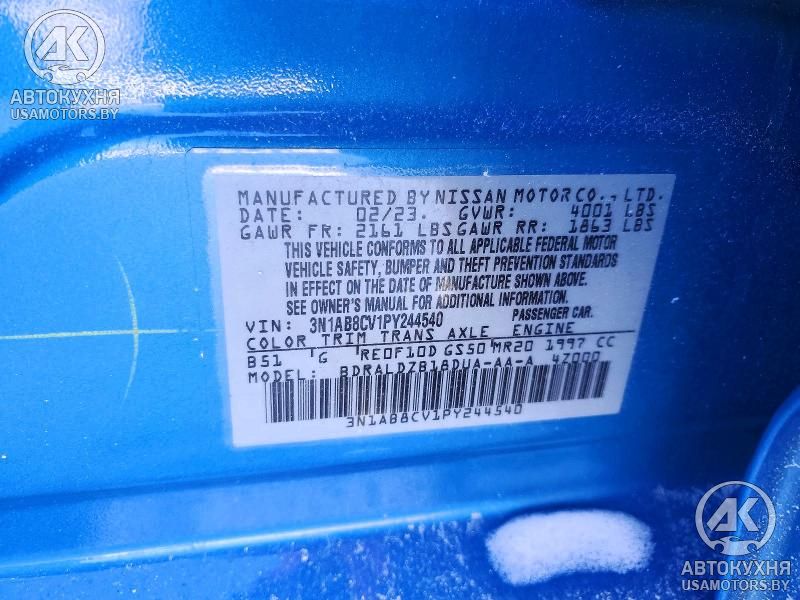 AK
АВТОКУХНЯ
USAMOTORS.BY
MANUFACTURED BY NISSAN MOTOR CO., LTD.
DATE: 02/23. GVWR: 4001 LBS
GAWR FR: 2161 LBS GAWR RR: 1863 LBS
THIS VEHICLE CONFORMS TO ALL APPLICABLE FEDERAL MOTOR
VEHICLE SAFETY, BUMPER AND THEFT PREVENTION STANDARDS
IN EFFECT ON THE DATE OF MANUFACTURE SHOWN ABOVE.
SEE OWNER'S MANUAL FOR ADDITIONAL INFORMATION
PASSENGER CAR.
VIN: 3N1AB8CV1PY244540
COLOR TRIM TRANS AXLE ENGINE
B51 G RE0F10D GS50 MR20 1997 CC
MODEL: BDRALDZB18DUA-AA-A 4Z000
3N1AB8CV1PY244540
AK
АВТОКУХНЯ
USAMOTORS.BY